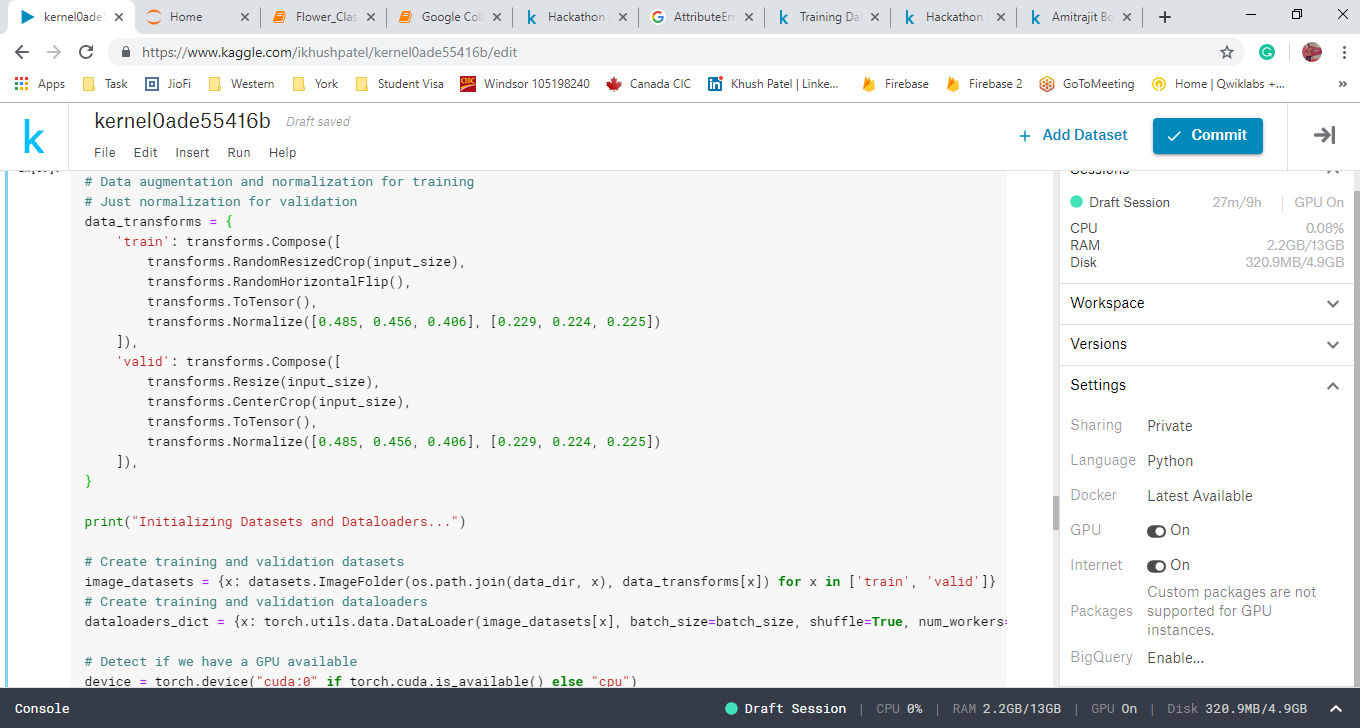 kernel0ade5
Home
Flower_Clas
Google Col
Hackathon
AttributeErr
Training Da
Hackathon
Amitrajit Bo
https://www.kaggle.com/ikhushpatel/kernel0ade55416b/edit
Apps Task JioFi Western York Student Visa CIBC Windsor 105198240 Canada CIC Khush Patel | Linke... Firebase Firebase 2 GoToMeeting Home | Qwiklabs +... »
k
kernel0ade55416b Draft saved
File Edit Insert Run Help
+ Add Dataset
Commit
# Data augmentation and normalization for training
# Just normalization for validation
data_transforms = {
    'train': transforms.Compose([
        transforms.RandomResizedCrop(input_size),
        transforms.RandomHorizontalFlip(),
        transforms.ToTensor(),
        transforms.Normalize([0.485, 0.456, 0.406], [0.229, 0.224, 0.225])
    ]),
    'valid': transforms.Compose([
        transforms.Resize(input_size),
        transforms.CenterCrop(input_size),
        transforms.ToTensor(),
        transforms.Normalize([0.485, 0.456, 0.406], [0.229, 0.224, 0.225])
    ]),
}
print("Initializing Datasets and Dataloaders...")
# Create training and validation datasets
image_datasets = {x: datasets.ImageFolder(os.path.join(data_dir, x), data_transforms[x]) for x in ['train', 'valid']}
# Create training and validation dataloaders
dataloaders_dict = {x: torch.utils.data.DataLoader(image_datasets[x], batch_size=batch_size, shuffle=True, num_workers=
# Detect if we have a GPU available
device = torch.device("cuda:0" if torch.cuda.is_available() else "cpu")
Sessions
Draft Session 27m/9h GPU On
CPU 0.08%
RAM 2.2GB/13GB
Disk 320.9MB/4.9GB
Workspace
Versions
Settings
Sharing Private
Language Python
Docker Latest Available
GPU On
Internet On
Packages Custom packages are not
supported for GPU
instances.
BigQuery Enable...
Console
Draft Session | CPU 0% | RAM 2.2GB/13GB | GPU On | Disk 320.9MB/4.9GB